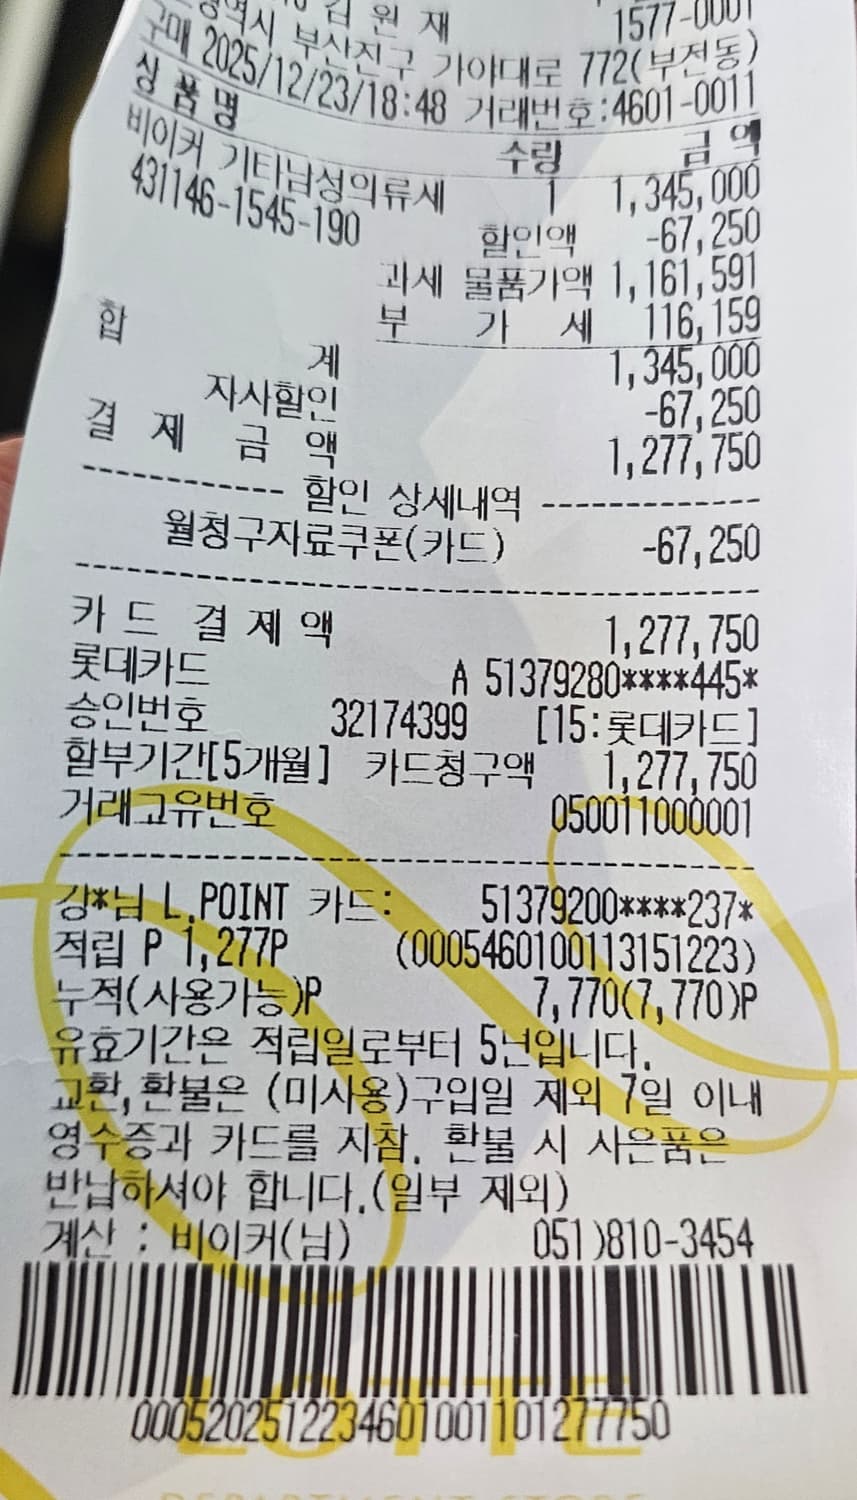 김 원 재 1577-0001
부산진구 가야대로 772(부전동)
구매 2025/12/23/18:48 거래번호:4601-0011
상 품 명 수량 금 액
비이커 기타남성의류세 1 1,345,000
431146-1545-190
할인액 -67,250
과세 물품가액 1,161,591
부 가 세 116,159
합 계 1,345,000
자사할인 -67,250
결 제 금 액 1,277,750
------------ 할인 상세내역 -------------
월청구자료쿠폰(카드) -67,250
카 드 결 제 액 1,277,750
롯데카드 A 51379280****445*
승인번호 32174399 [15:롯데카드]
할부기간[5개월] 카드청구액 1,277,750
거래고유번호 050011000001
강*님 L.POINT 카드: 51379200****237*
적립 P 1,277P (0005460100113151223)
누적(사용가능)P 7,770(7,770)P
유효기간은 적립일로부터 5년입니다.
교환,환불은 (미사용)구입일 제외 7일 이내
영수증과 카드를 지참. 환불 시 사은품은
반납하셔야 합니다.(일부 제외)
계산 : 비이커(님) 051)810-3454
0005202512234601001101277750
LOTTE
DEPARTMENT STORE